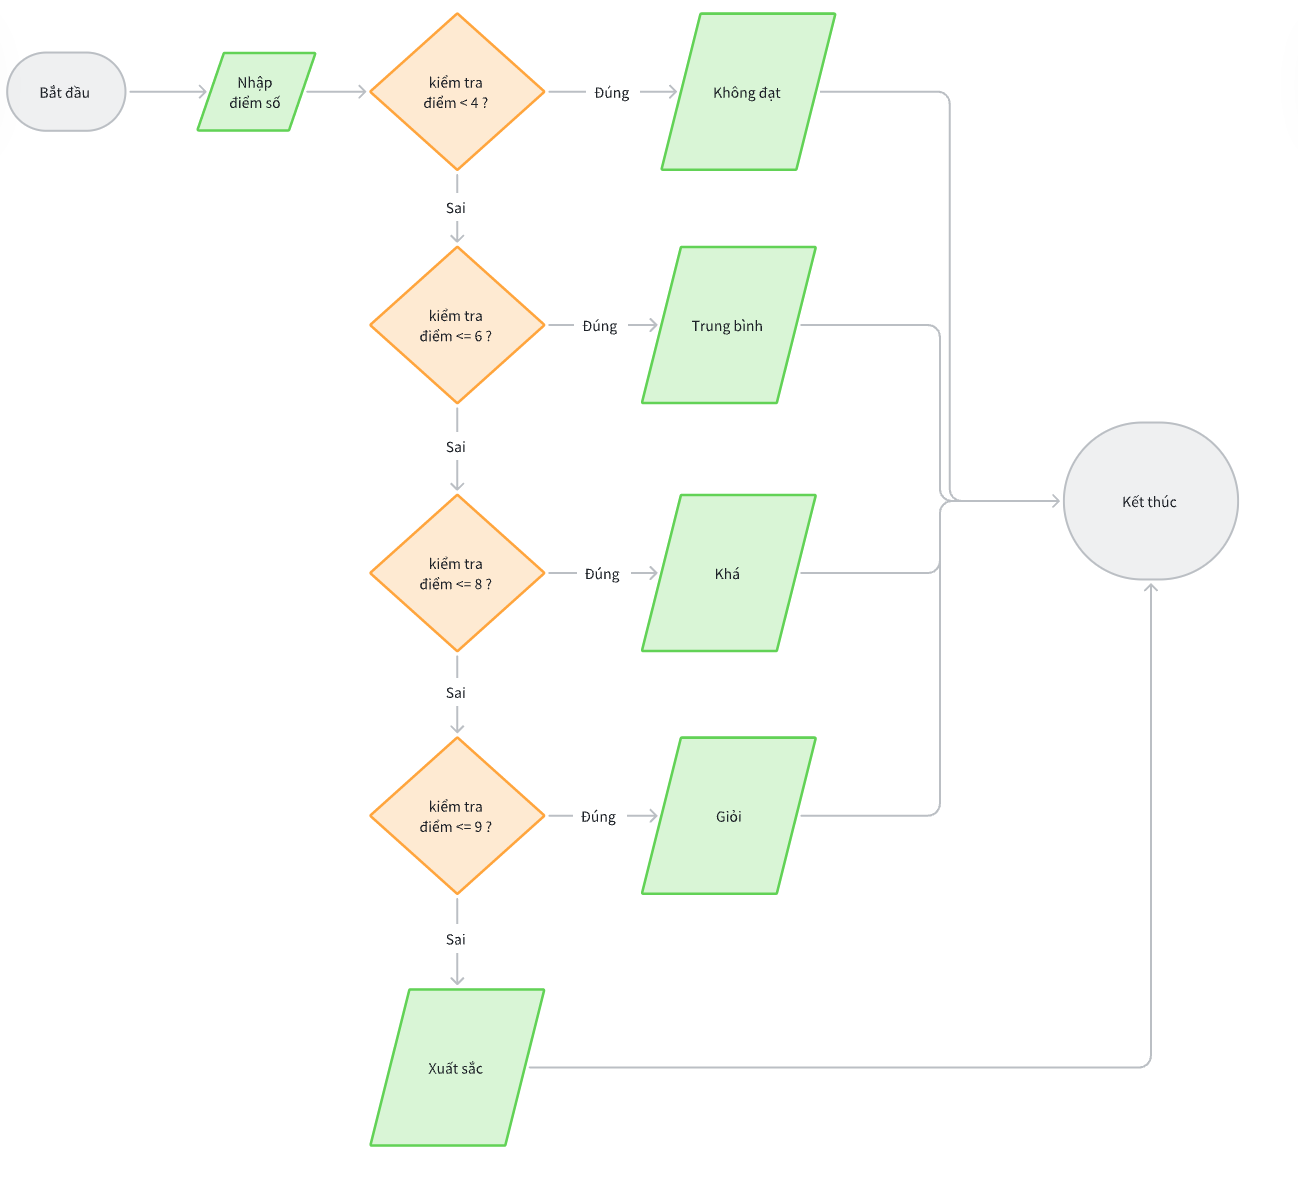 Bắt đầu
Nhập
điểm số
kiểm tra
điểm < 4 ?
Đúng
Không đạt
Sai
kiểm tra
điểm <= 6 ?
Đúng
Trung bình
Sai
kiểm tra
điểm <= 8 ?
Đúng
Khá
Kết thúc
Sai
kiểm tra
điểm <= 9 ?
Đúng
Giỏi
Sai
Xuất sắc